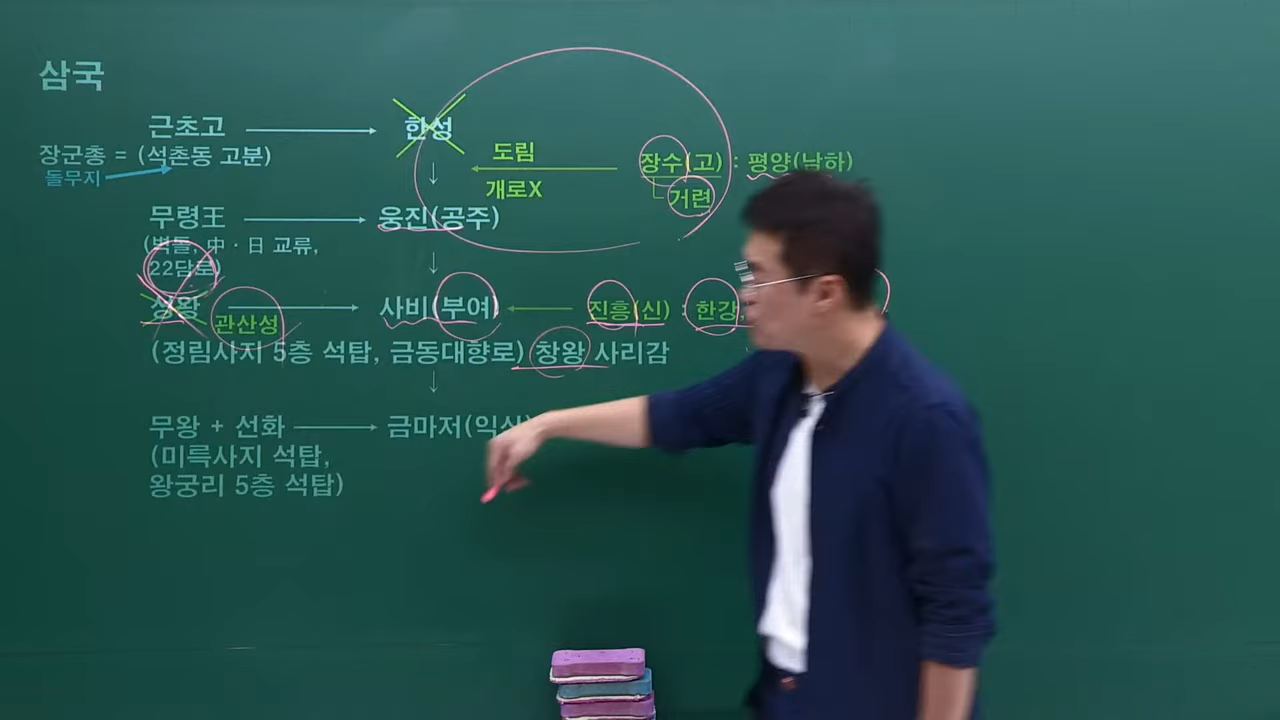 삼국
근초고 → 한성
장군총 = (석촌동 고분)
돌무지
도림
개로X
장수(고) : 평양(남하)
거련
무령王 → 웅진(공주)
(벽돌, 中 · 日 교류,
22담로)
성왕 → 사비(부여) ← 진흥(신) : 한강,
관산성
(정림사지 5층 석탑, 금동대향로) 창왕 사리감
무왕 + 선화 → 금마저(익산)
(미륵사지 석탑,
왕궁리 5층 석탑)